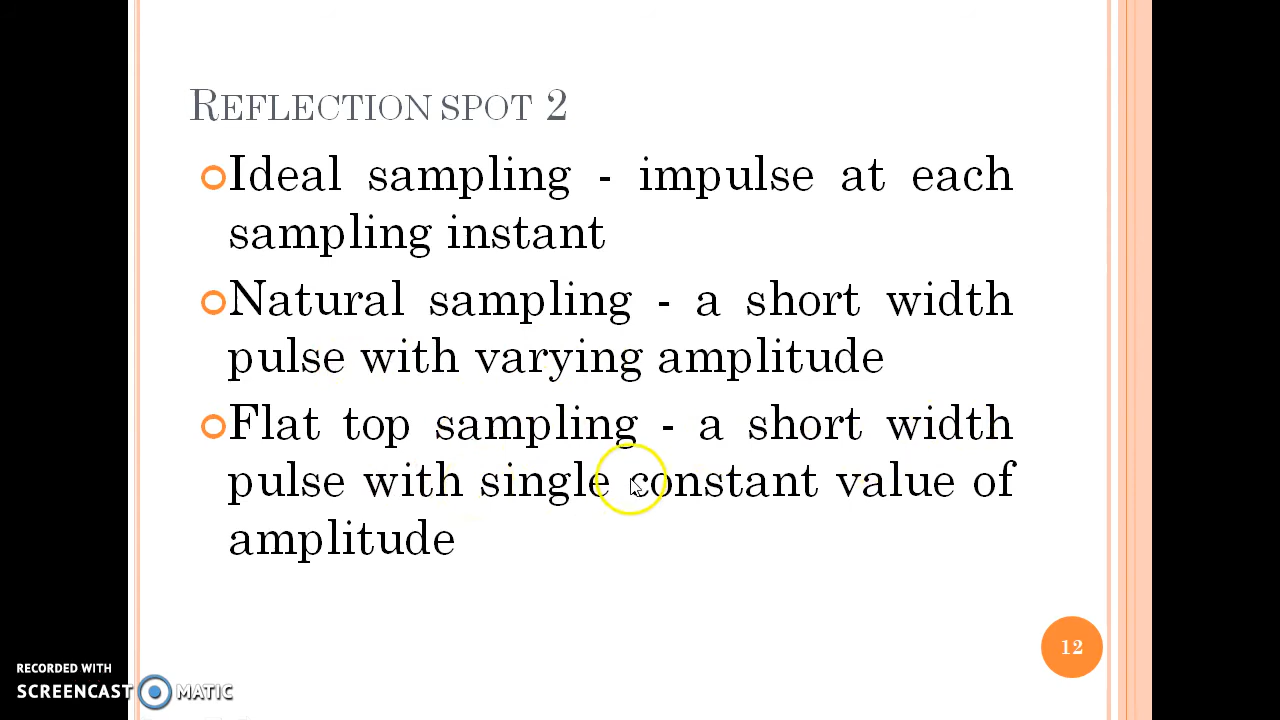 REFLECTION SPOT 2
Ideal sampling - impulse at each
sampling instant
Natural sampling - a short width
pulse with varying amplitude
Flat top sampling - a short width
pulse with single constant value of
amplitude
12
RECORDED WITH
SCREENCAST MATIC